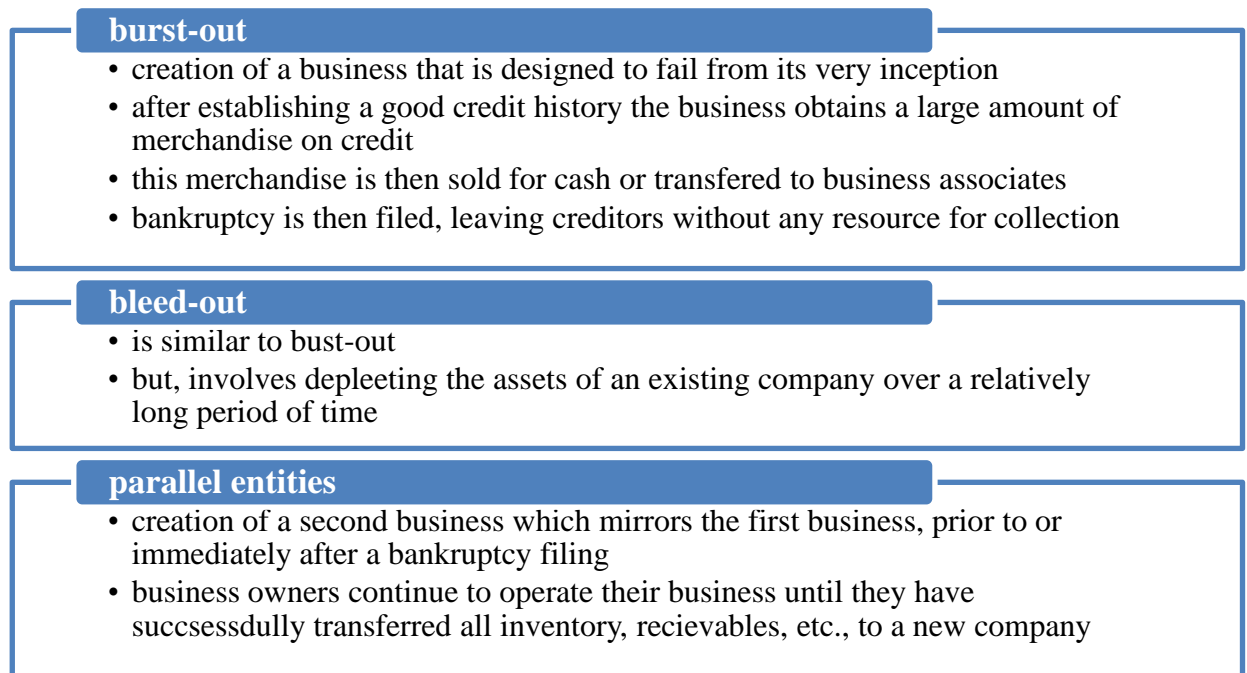 burst-out
• creation of a business that is designed to fail from its very inception
• after establishing a good credit history the business obtains a large amount of
merchandise on credit
• this merchandise is then sold for cash or transfered to business associates
• bankruptcy is then filed, leaving creditors without any resource for collection
bleed-out
• is similar to bust-out
• but, involves depleeting the assets of an existing company over a relatively
long period of time
parallel entities
• creation of a second business which mirrors the first business, prior to or
immediately after a bankruptcy filing
• business owners continue to operate their business until they have
succsessdully transferred all inventory, recievables, etc., to a new company